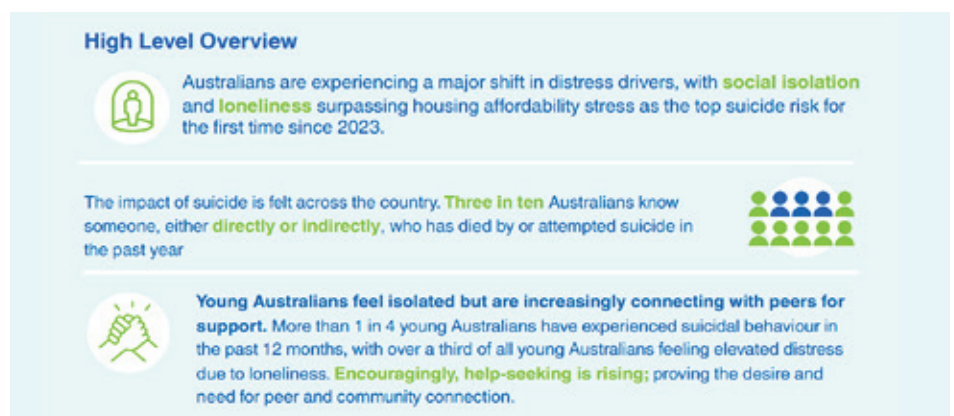 High Level Overview
Australians are experiencing a major shift in distress drivers, with social isolation
and loneliness surpassing housing affordability stress as the top suicide risk for
the first time since 2023.
The impact of suicide is felt across the country. Three in ten Australians know
someone, either directly or indirectly, who has died by or attempted suicide in
the past year
Young Australians feel isolated but are increasingly connecting with peers for
support. More than 1 in 4 young Australians have experienced suicidal behaviour in
the past 12 months, with over a third of all young Australians feeling elevated distress
due to loneliness. Encouragingly, help-seeking is rising; proving the desire and
need for peer and community connection.